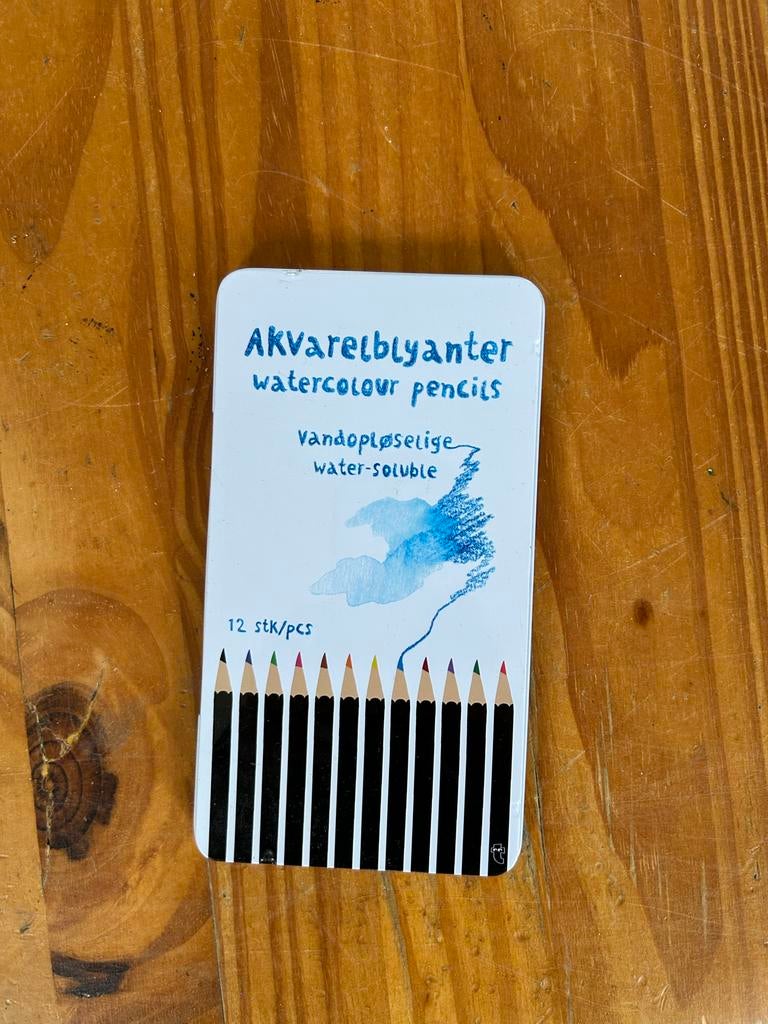 Akvarelblyanter
watercolour pencils
vandopløselige
water-soluble
12 stk/pcs